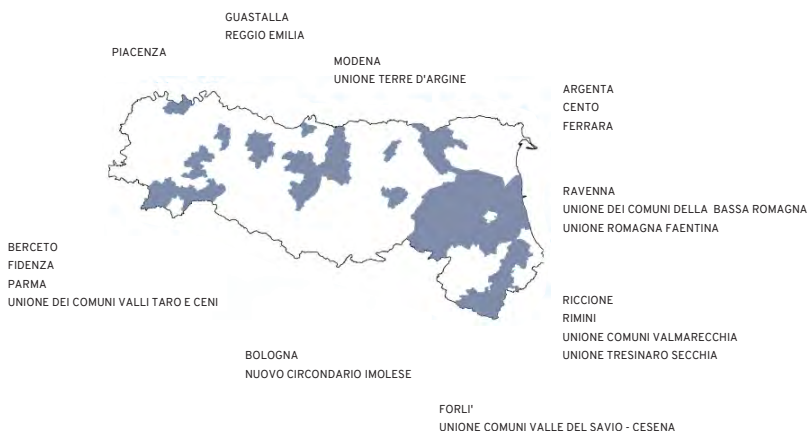 GUASTALLA
REGGIO EMILIA
PIACENZA
MODENA
UNIONE TERRE D'ARGINE
ARGENTA
CENTO
FERRARA
RAVENNA
UNIONE DEI COMUNI DELLA BASSA ROMAGNA
UNIONE ROMAGNA FAENTINA
BERCETO
FIDENZA
PARMA
UNIONE DEI COMUNI VALLI TARO E CENI
RICCIONE
RIMINI
UNIONE COMUNI VALMARECCHIA
UNIONE TRESINARO SECCHIA
BOLOGNA
NUOVO CIRCONDARIO IMOLESE
FORLI'
UNIONE COMUNI VALLE DEL SAVIO - CESENA